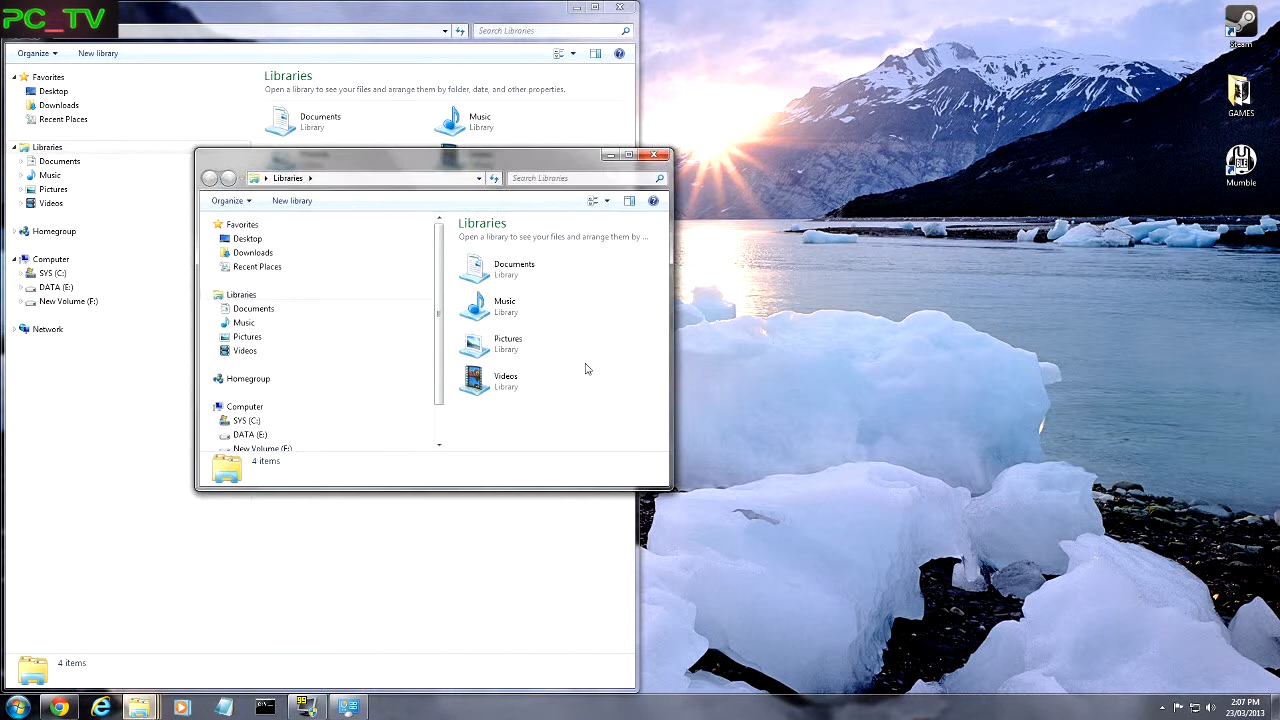 PC_TV
Search Libraries
Organize
New library
Favorites
Desktop
Downloads
Recent Places
Libraries
Documents
Music
Pictures
Videos
Homegroup
Computer
SYS (C:)
DATA (E:)
New Volume (F:)
Network
Libraries
Open a library to see your files and arrange them by folder, date, and other properties.
Documents
Library
Music
Library
4 items
Libraries
Search Libraries
Organize
New library
Favorites
Desktop
Downloads
Recent Places
Libraries
Documents
Music
Pictures
Videos
Homegroup
Computer
SYS (C:)
DATA (E:)
New Volume (F:)
Libraries
Open a library to see your files and arrange them by ...
Documents
Library
Music
Library
Pictures
Library
Videos
Library
4 items
Steam
GAMES
Mumble
2:07 PM
23/03/2013